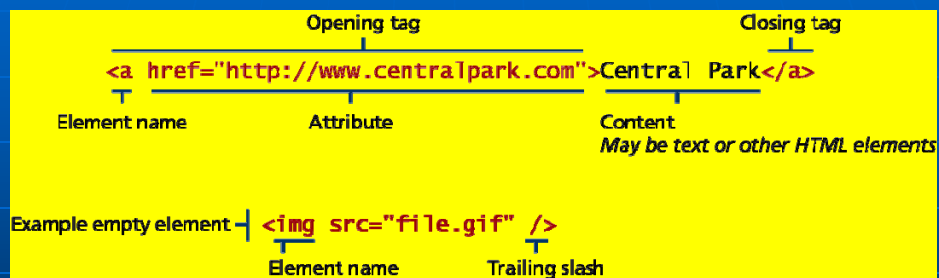 Opening tag
Closing tag
<a href="http://www.centralpark.com">Central Park</a>
Element name
Attribute
Content
May be text or other HTML elements
Example empty element
<img src="file.gif" />
Element name
Trailing slash